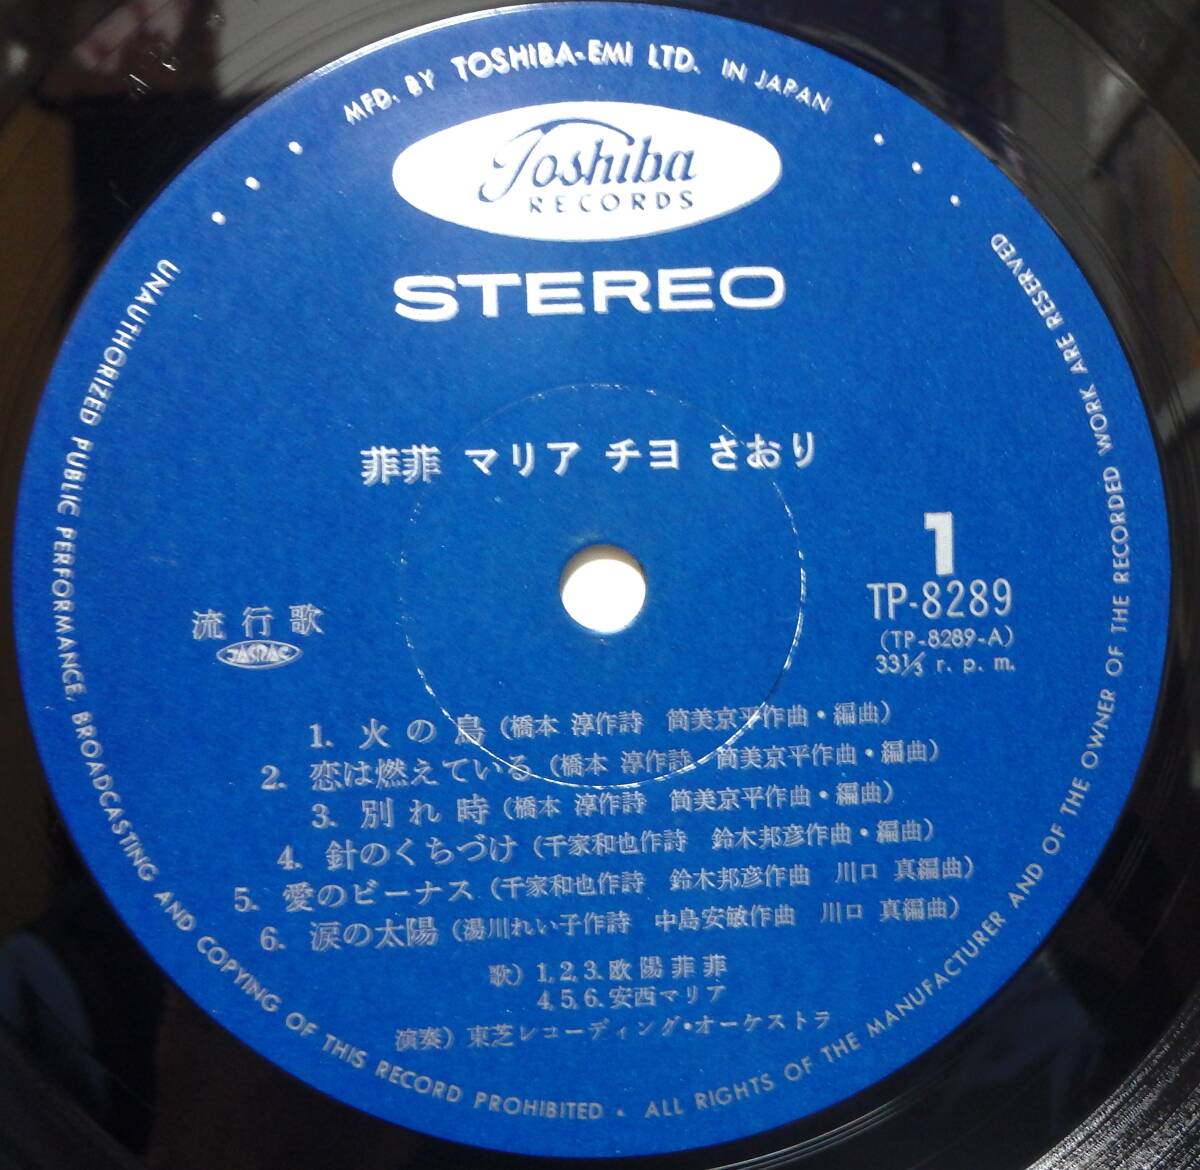 MFD. BY TOSHIBA-EMI LTD. IN JAPAN
Toshiba
RECORDS
STEREO
菲菲 マリア チヨ さおり
1
TP-8289
(TP-8289-A)
33⅓ r. p. m.
流行歌
JASRAC
1. 火の鳥 (橋本 淳作詩 筒美京平作曲・編曲)
2. 恋は燃えている (橋本 淳作詩 筒美京平作曲・編曲)
3. 別れ時 (橋本 淳作詩 筒美京平作曲・編曲)
4. 針のくちづけ (千家和也作詩 鈴木邦彦作曲・編曲)
5. 愛のビーナス (千家和也作詩 鈴木邦彦作曲 川口 真編曲)
6. 涙の太陽 (湯川れい子作詩 中島安敏作曲 川口 真編曲)
歌) 1,2,3.欧陽菲菲
4,5,6.安西マリア
演奏) 東芝レコーディング・オーケストラ
UNAUTHORIZED PUBLIC PERFORMANCE, BROADCASTING AND COPYING OF THIS RECORD PROHIBITED • ALL RIGHTS OF THE MANUFACTURER AND OF THE OWNER OF THE RECORDED WORK ARE RESERVED